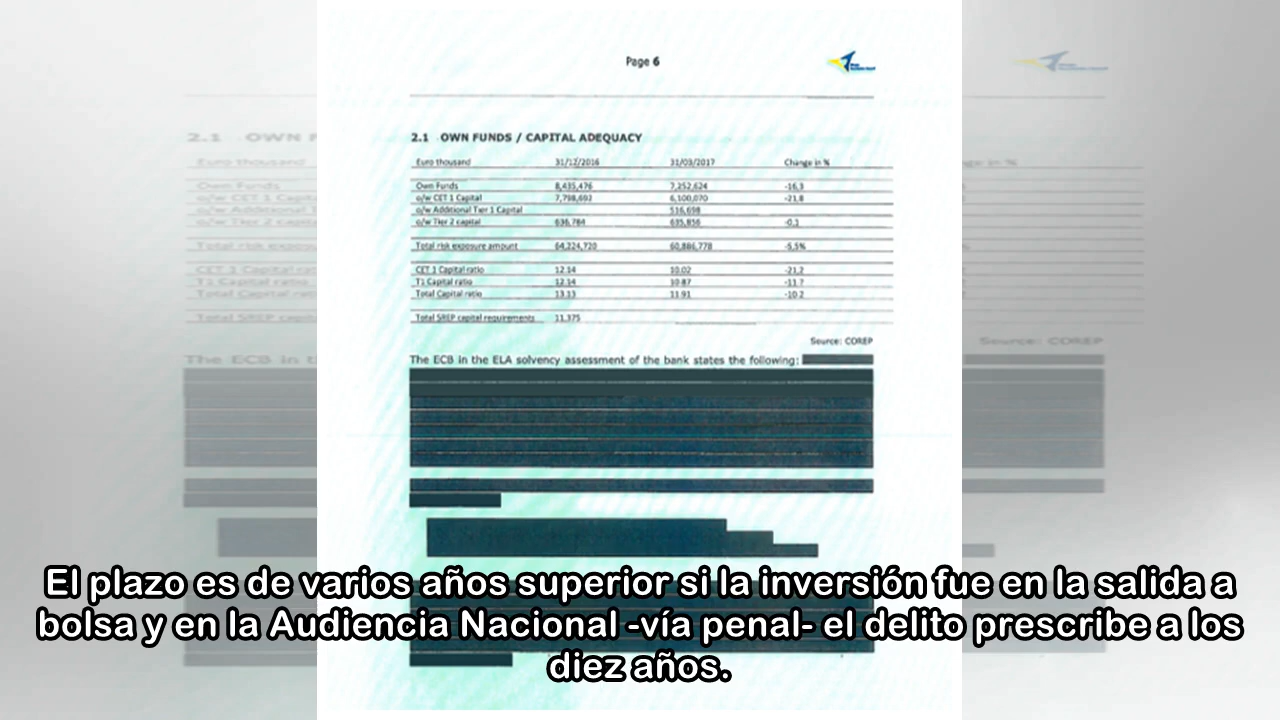 Page 6
2.1 OWN FUNDS / CAPITAL ADEQUACY
Euro thousand 31/12/2016 31/03/2017 Change in %
Own Funds 8,435,476 7,252,624 -16,3
o/w CET 1 Capital 7,798,692 6,100,070 -21,8
o/w Additional Tier 1 Capital 516,698
o/w Tier 2 capital 636,784 635,856 -0,1
Total risk exposure amount 64,224,720 60,886,778 -5,5%
CET 1 Capital ratio 12.14 10.02 -21,2
T1 Capital ratio 12.14 10.87 -11.7
Total Capital ratio 13.13 11.91 -10.2
Total SREP capital requirements 11.375
Source: COREP
The ECB in the ELA solvency assessment of the bank states the following:
El plazo es de varios años superior si la inversión fue en la salida a
bolsa y en la Audiencia Nacional -vía penal- el delito prescribe a los
diez años.